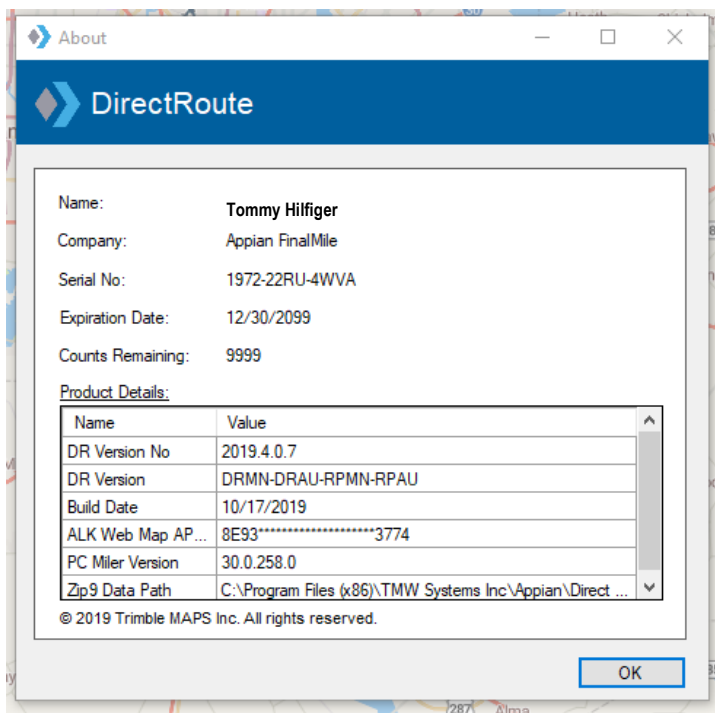 About
DirectRoute
Name: Tommy Hilfiger
Company: Appian FinalMile
Serial No: 1972-22RU-4WVA
Expiration Date: 12/30/2099
Counts Remaining: 9999
Product Details:
Name Value
DR Version No 2019.4.0.7
DR Version DRMN-DRAU-RPMN-RPAU
Build Date 10/17/2019
ALK Web Map AP... 8E93********************3774
PC Miler Version 30.0.258.0
Zip9 Data Path C:\Program Files (x86)\TMW Systems Inc\Appian\Direct ...
© 2019 Trimble MAPS Inc. All rights reserved.
OK
287 Alma